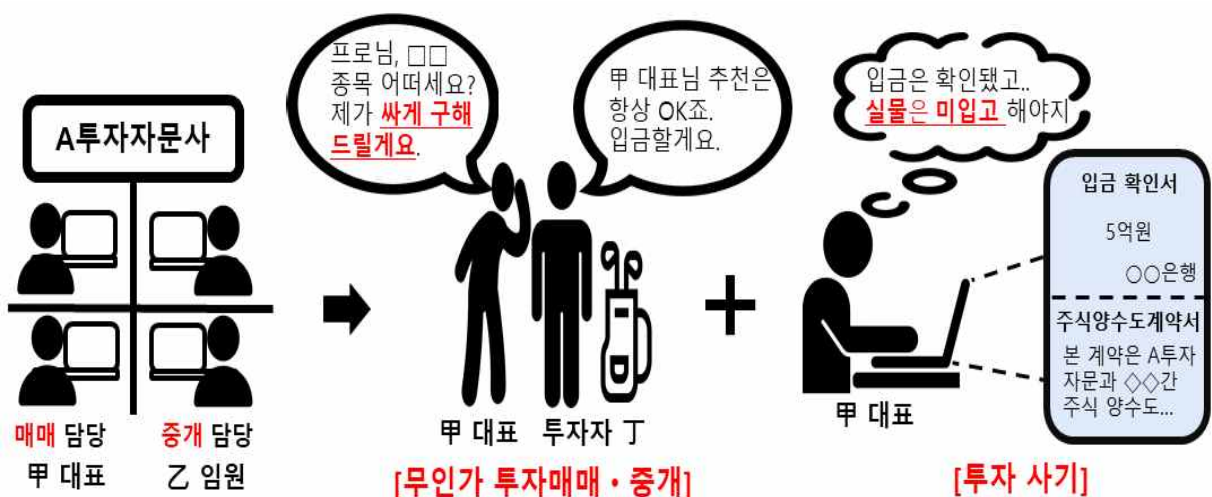 A투자자문사
매매 담당
甲 대표
중개 담당
乙 임원
프로님, □□
종목 어떠세요?
제가 싸게 구해
드릴게요.
甲 대표님 추천은
항상 OK죠.
입금할게요.
甲 대표
투자자 丁
[무인가 투자매매・중개]
입금은 확인됐고..
실물은 미입고 해야지
甲 대표
입금 확인서
5억원
○○은행
주식양수도계약서
본 계약은 A투자
자문과 ◇◇간
주식 양수도...
[투자 사기]